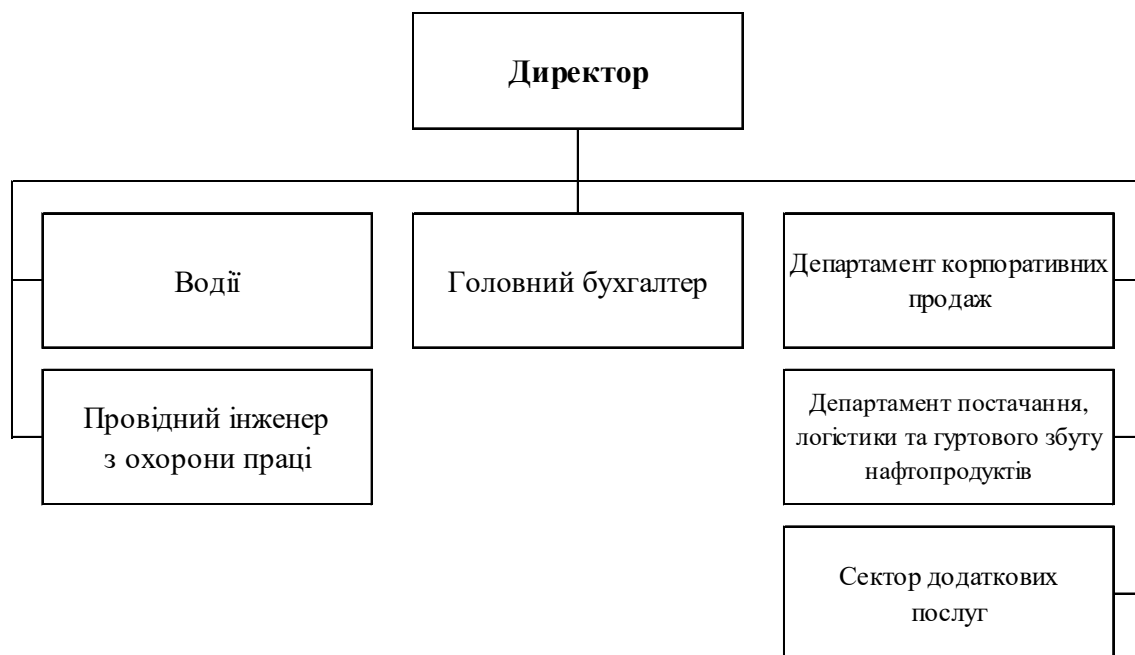 Директор
Водії
Головний бухгалтер
Департамент корпоративних
продаж
Провідний інженер
з охорони праці
Департамент постачання,
логістики та гуртового збуту
нафтопродуктів
Сектор додаткових
послуг